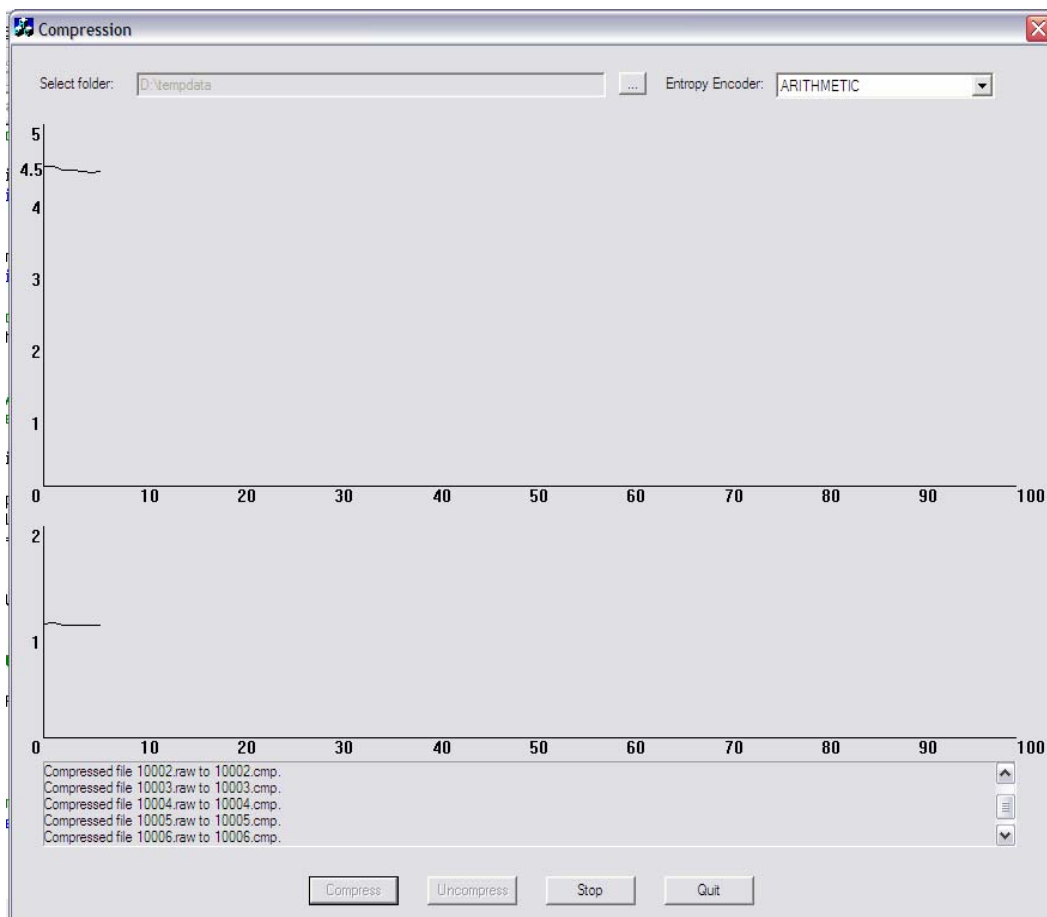 Compression
Select folder: D:\tempdata ... Entropy Encoder: ARITHMETIC
5
4.5
4
3
2
1
0 10 20 30 40 50 60 70 80 90 100
2
1
0 10 20 30 40 50 60 70 80 90 100
Compressed file 10002.raw to 10002.cmp.
Compressed file 10003.raw to 10003.cmp.
Compressed file 10004.raw to 10004.cmp.
Compressed file 10005.raw to 10005.cmp.
Compressed file 10006.raw to 10006.cmp.
Compress Uncompress Stop Quit